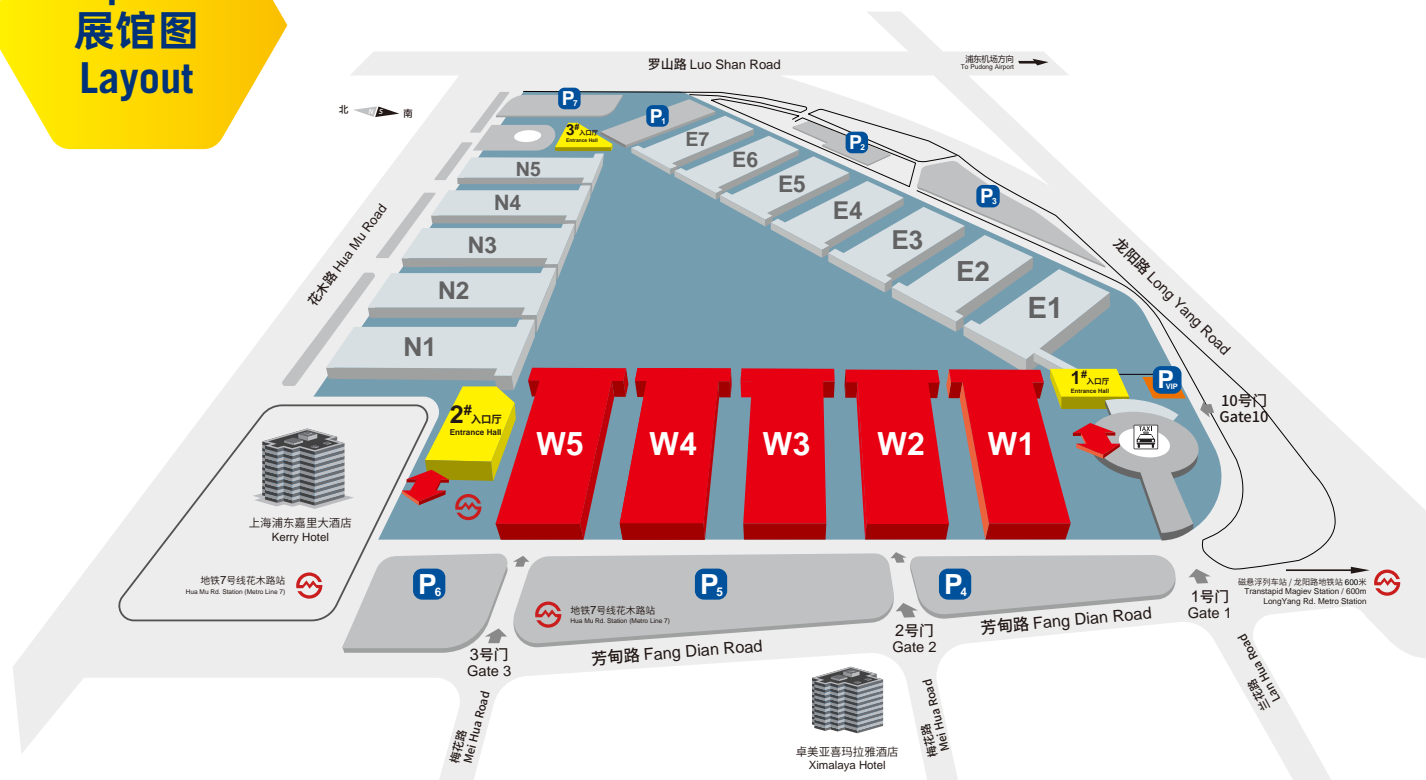 展馆图
Layout
罗山路 Luo Shan Road
浦东机场方向
To Pudong Airport
北
S
南
P7
P1
P2
P3
3#入口厅
Entrance Hall
E7
E6
E5
E4
E3
E2
E1
N5
N4
N3
N2
N1
花木路 Hua Mu Road
龙阳路 Long Yang Road
1#入口厅
Entrance Hall
PVIP
10号门
Gate10
2#入口厅
Entrance Hall
W5
W4
W3
W2
W1
TAXI
上海浦东嘉里大酒店
Kerry Hotel
地铁7号线花木路站
Hua Mu Rd. Station (Metro Line 7)
P6
P5
P4
地铁7号线花木路站
Hua Mu Rd. Station (Metro Line 7)
磁悬浮列车站 / 龙阳路地铁站 600米
Transtapid Magiev Station / 600m
LongYang Rd. Metro Station
1号门
Gate 1
2号门
Gate 2
3号门
Gate 3
芳甸路 Fang Dian Road
芳甸路 Fang Dian Road
梅花路
Mei Hua Road
梅花路
Mei Hua Road
兰花路
Lan Hua Road
卓美亚喜玛拉雅酒店
Ximalaya Hotel